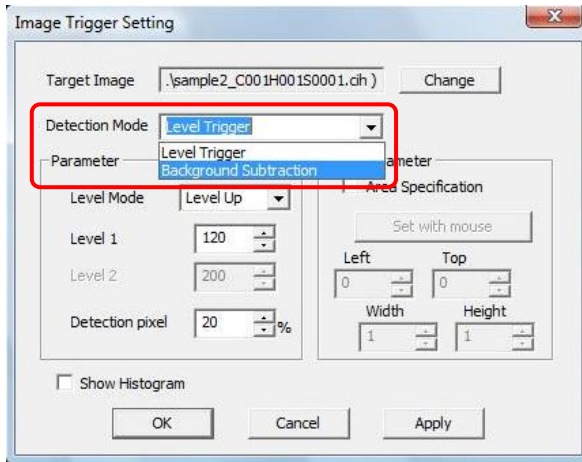 Image Trigger Setting
Target Image .\sample2_C001H001S0001.cih ) Change
Detection Mode Level Trigger
Level Trigger
Background Subtraction
Parameter
Level Mode Level Up
Area Specification
Set with mouse
Level 1 120
Level 2 200
Left Top
0 0
Detection pixel 20 %
Width Height
1 1
Show Histogram
OK Cancel Apply